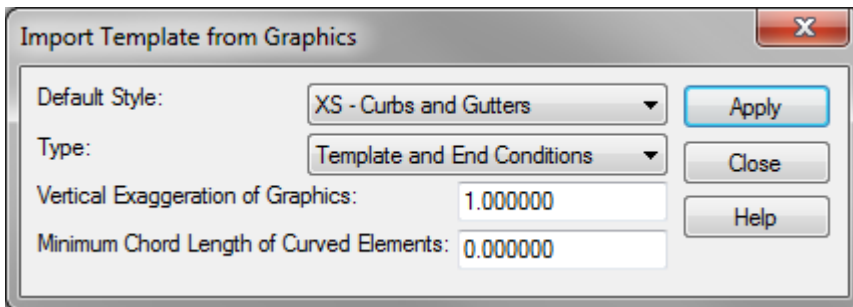 Import Template from Graphics
Default Style: XS - Curbs and Gutters Apply
Type: Template and End Conditions Close
Vertical Exaggeration of Graphics: 1.000000 Help
Minimum Chord Length of Curved Elements: 0.000000